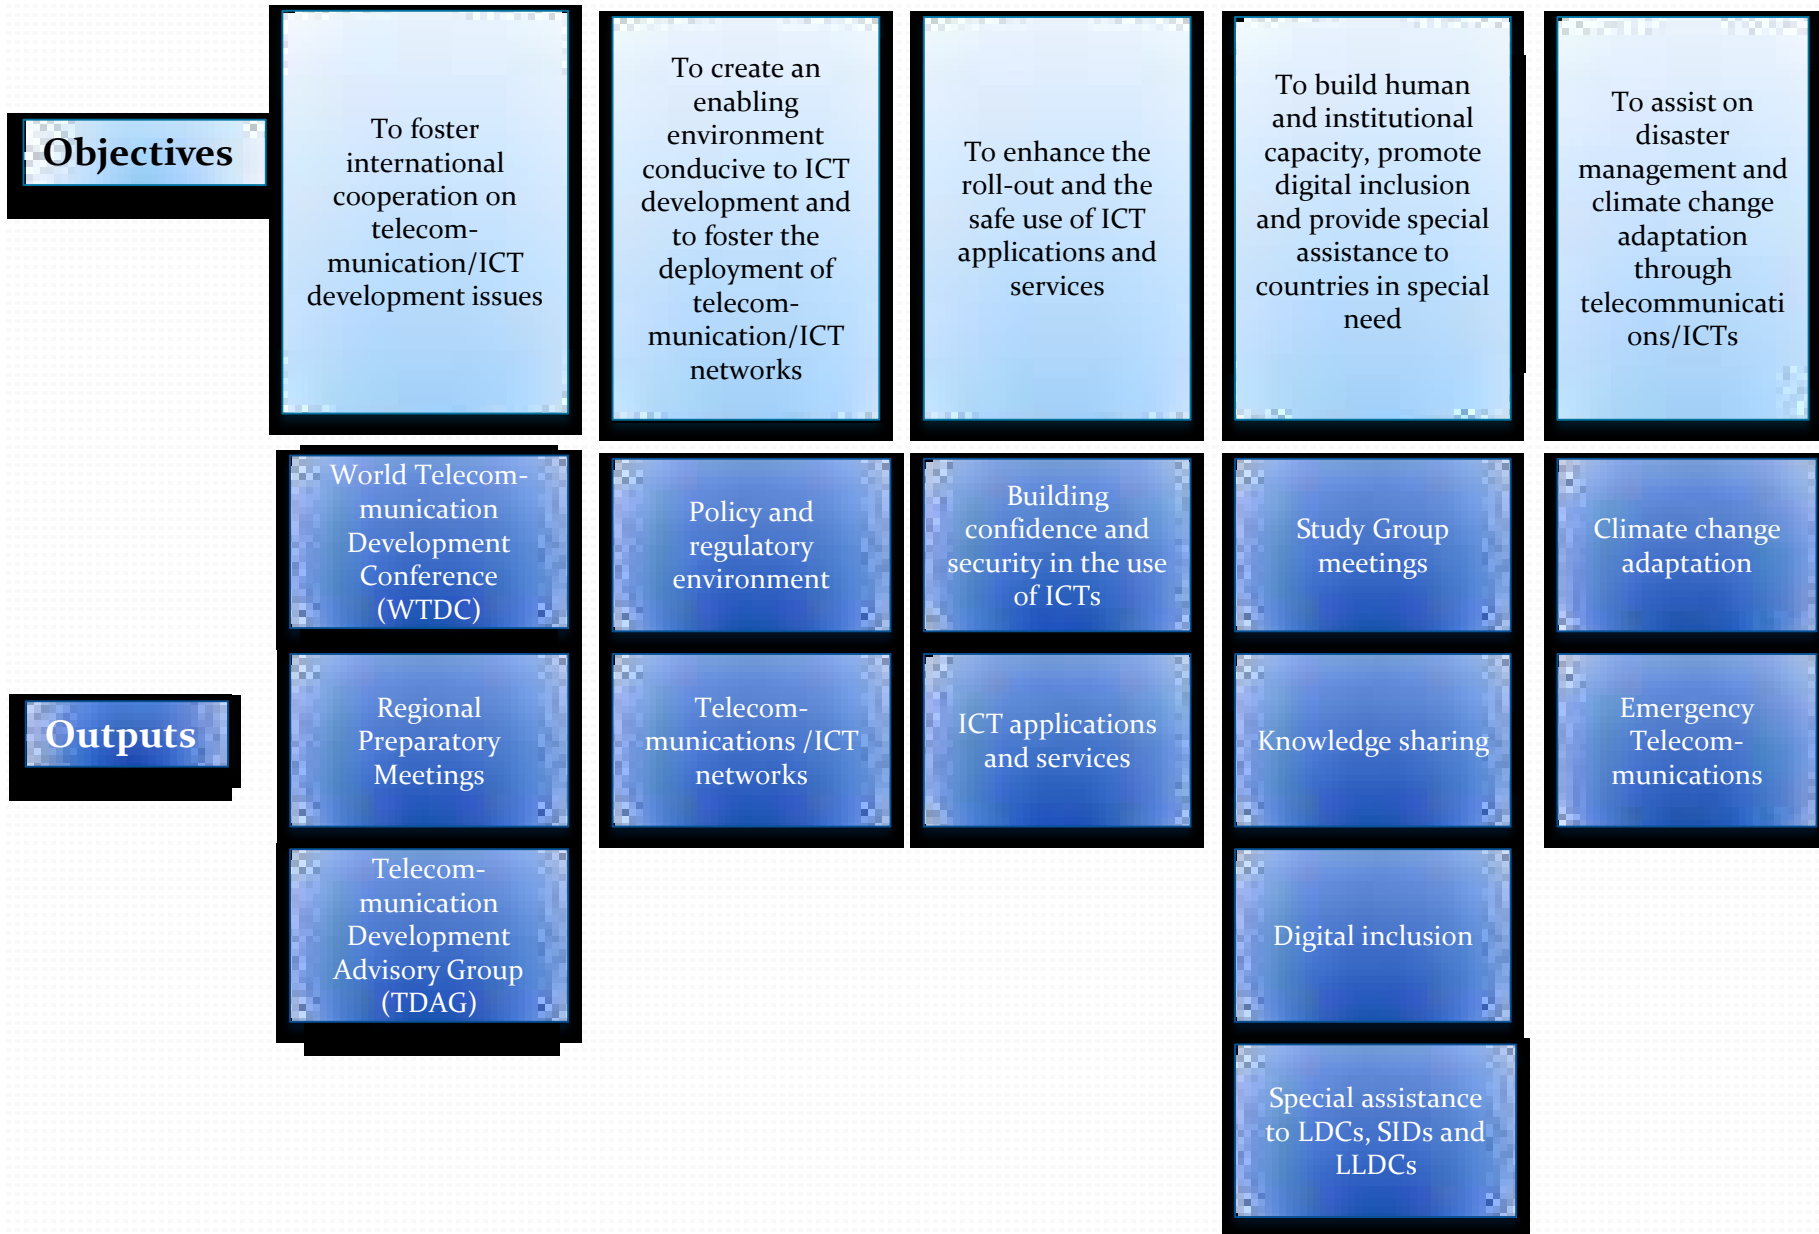 Objectives
To foster
international
cooperation on
telecom-
munication/ICT
development issues
To create an
enabling
environment
conducive to ICT
development and
to foster the
deployment of
telecom-
munication/ICT
networks
To enhance the
roll-out and the
safe use of ICT
applications and
services
To build human
and institutional
capacity, promote
digital inclusion
and provide special
assistance to
countries in special
need
To assist on
disaster
management and
climate change
adaptation
through
telecommunicati
ons/ICTs
Outputs
World Telecom-
munication
Development
Conference
(WTDC)
Regional
Preparatory
Meetings
Telecom-
munication
Development
Advisory Group
(TDAG)
Policy and
regulatory
environment
Telecom-
munications /ICT
networks
Building
confidence and
security in the use
of ICTs
ICT applications
and services
Study Group
meetings
Knowledge sharing
Digital inclusion
Special assistance
to LDCs, SIDs and
LLDCs
Climate change
adaptation
Emergency
Telecom-
munications